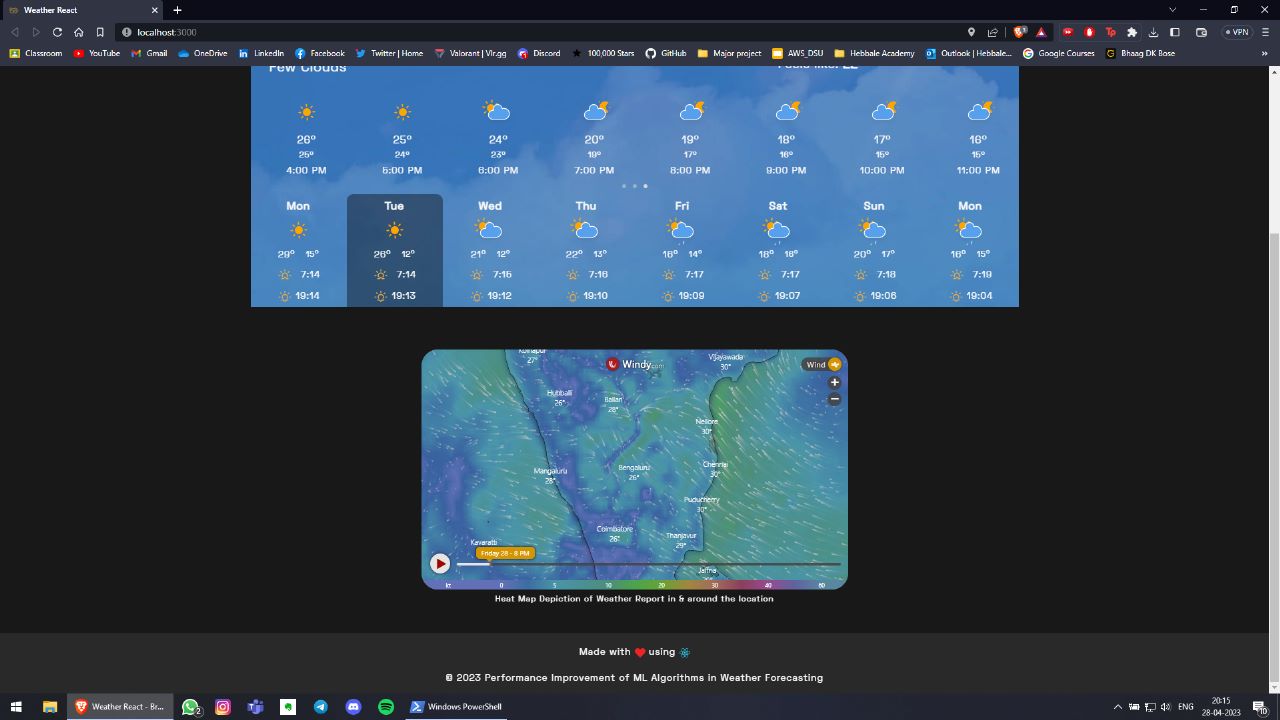 Weather React
localhost:3000
VPN
Classroom YouTube Gmail OneDrive LinkedIn Facebook Twitter | Home Valorant | Vlr.gg Discord 100,000 Stars GitHub Major project AWS_DSU Hebbale Academy Outlook | Hebbale... Google Courses Bhaag DK Bose
Few Clouds
26° 25° 24° 20° 19° 18° 17° 16°
25° 24° 23° 19° 17° 16° 15° 15°
4:00 PM 5:00 PM 6:00 PM 7:00 PM 8:00 PM 9:00 PM 10:00 PM 11:00 PM
Mon Tue Wed Thu Fri Sat Sun Mon
12° 21° 12° 22° 13° 14° 20° 17° 15°
7:14 7:14 7:15 7:16 7:17 7:17 7:18 7:19
19:14 19:13 19:12 19:10 19:09 19:07 19:06 19:04
Kolhapur
27°
Windy.com
Vijayawada
30°
Wind
Hubballi
26°
Ballari
28°
Nellore
30°
Mangaluru
28°
Bengaluru
26°
Chennai
30°
Puducherry
30°
Coimbatore
26°
Thanjavur
29°
Kavaratti
Friday 28 - 8 PM
Jaffna
kt 0 5 10 20 30 40 60
Heat Map Depiction of Weather Report in & around the location
Made with using
© 2023 Performance Improvement of ML Algorithms in Weather Forecasting
Weather React - Br...
2
Windows PowerShell
ENG
20:15
28-04-2023
10